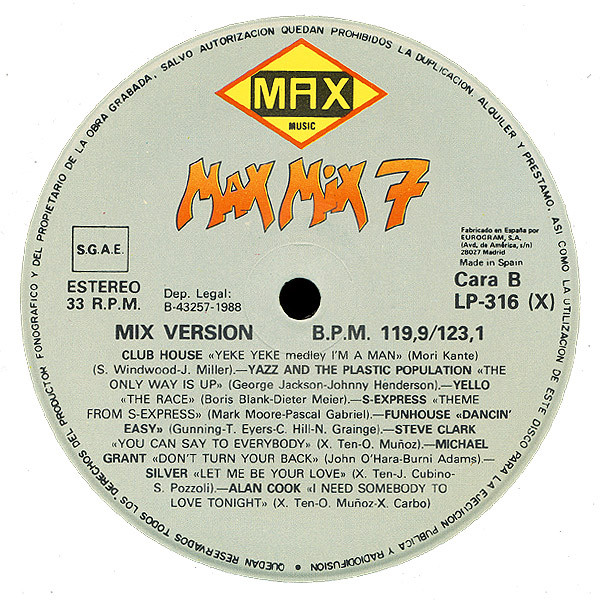 QUEDAN RESERVADOS TODOS LOS DERECHOS DEL PRODUCTOR FONOGRAFICO Y DEL PROPIETARIO DE LA OBRA GRABADA, SALVO AUTORIZACION QUEDAN PROHIBIDOS LA DUPLICACION, ALQUILER Y PRESTAMO, ASI COMO LA UTILIZACION DE ESTE DISCO PARA LA EJECUCION PUBLICA Y RADIODIFUSION •
MAX
MUSIC
MAX MIX 7
S.G.A.E.
ESTEREO
33 R.P.M.
Dep. Legal:
B-43257-1988
Fabricado en España por
EUROGRAM, S.A.
(Avd. de América, s/n)
28027 Madrid
Made in Spain
Cara B
LP-316 (X)
MIX VERSION B.P.M. 119,9/123,1
CLUB HOUSE «YEKE YEKE medley I'M A MAN» (Mori Kante)
(S. Windwood-J. Miller).—YAZZ AND THE PLASTIC POPULATION «THE
ONLY WAY IS UP» (George Jackson-Johnny Henderson).—YELLO
«THE RACE» (Boris Blank-Dieter Meier).—S-EXPRESS «THEME
FROM S-EXPRESS» (Mark Moore-Pascal Gabriel).—FUNHOUSE «DANCIN'
EASY» (Gunning-T. Eyers-C. Hill-N. Grainge).—STEVE CLARK
«YOU CAN SAY TO EVERYBODY» (X. Ten-O. Muñoz).—MICHAEL
GRANT «DON'T TURN YOUR BACK» (John O'Hara-Burni Adams).—
SILVER «LET ME BE YOUR LOVE» (X. Ten-J. Cubino-
S. Pozzoli).—ALAN COOK «I NEED SOMEBODY TO
LOVE TONIGHT» (X. Ten-O. Muñoz-X. Carbo)